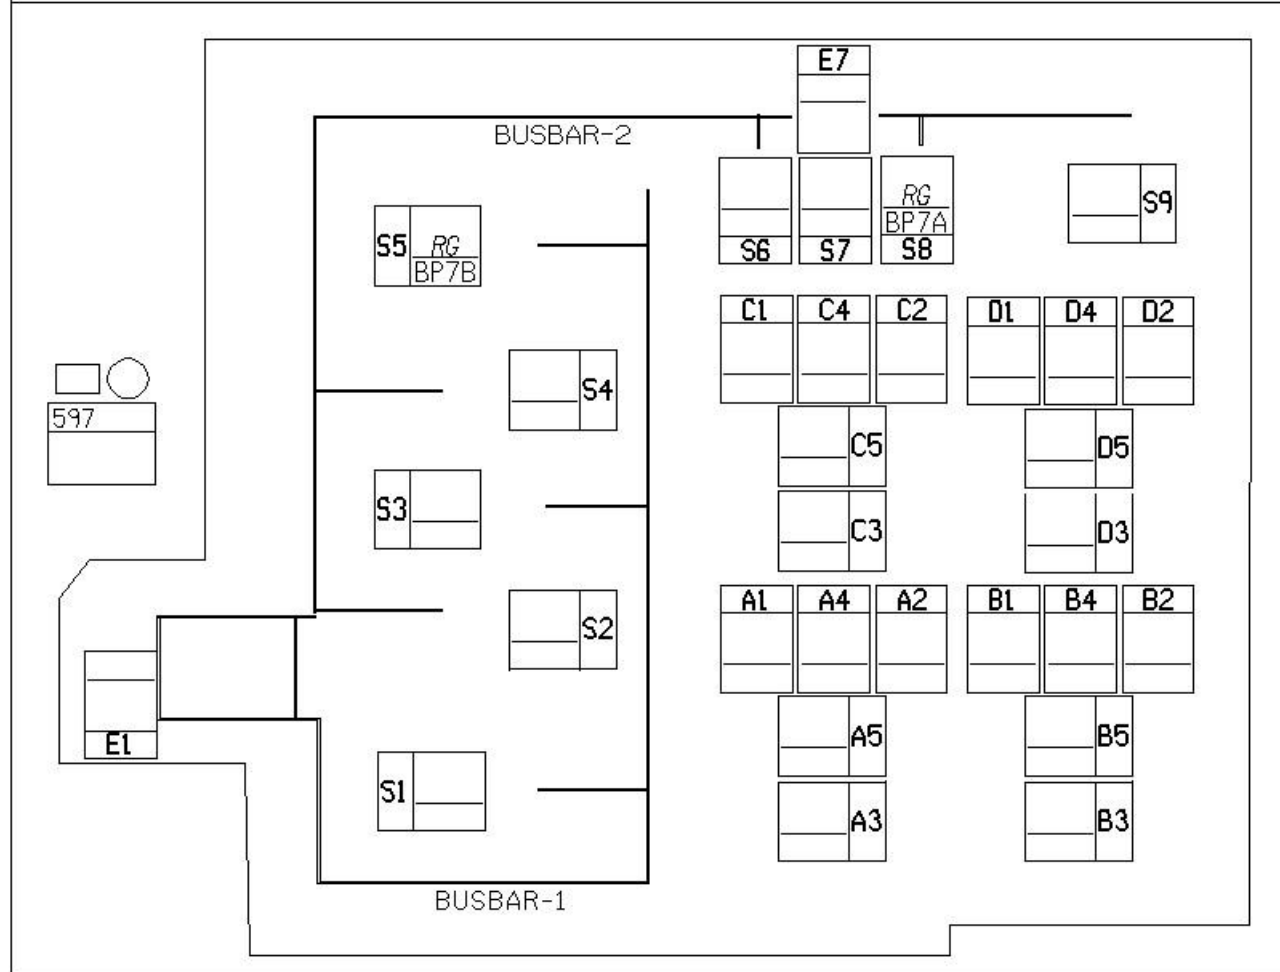 E7
BUSBAR-2
S5 RG
BP7B
S6
S7
RG
BP7A
S8
S9
C1 C4 C2 D1 D4 D2
S4
597
C5 D5
S3
C3 D3
A1 A4 A2 B1 B4 B2
S2
E1
A5 B5
S1
A3 B3
BUSBAR-1